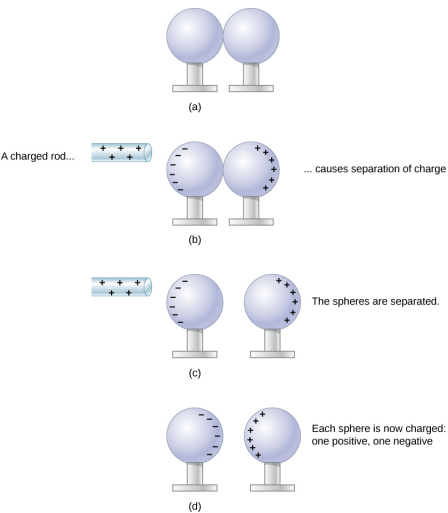 (a)
A charged rod...
... causes separation of charge
(b)
The spheres are separated.
(c)
Each sphere is now charged:
one positive, one negative
(d)